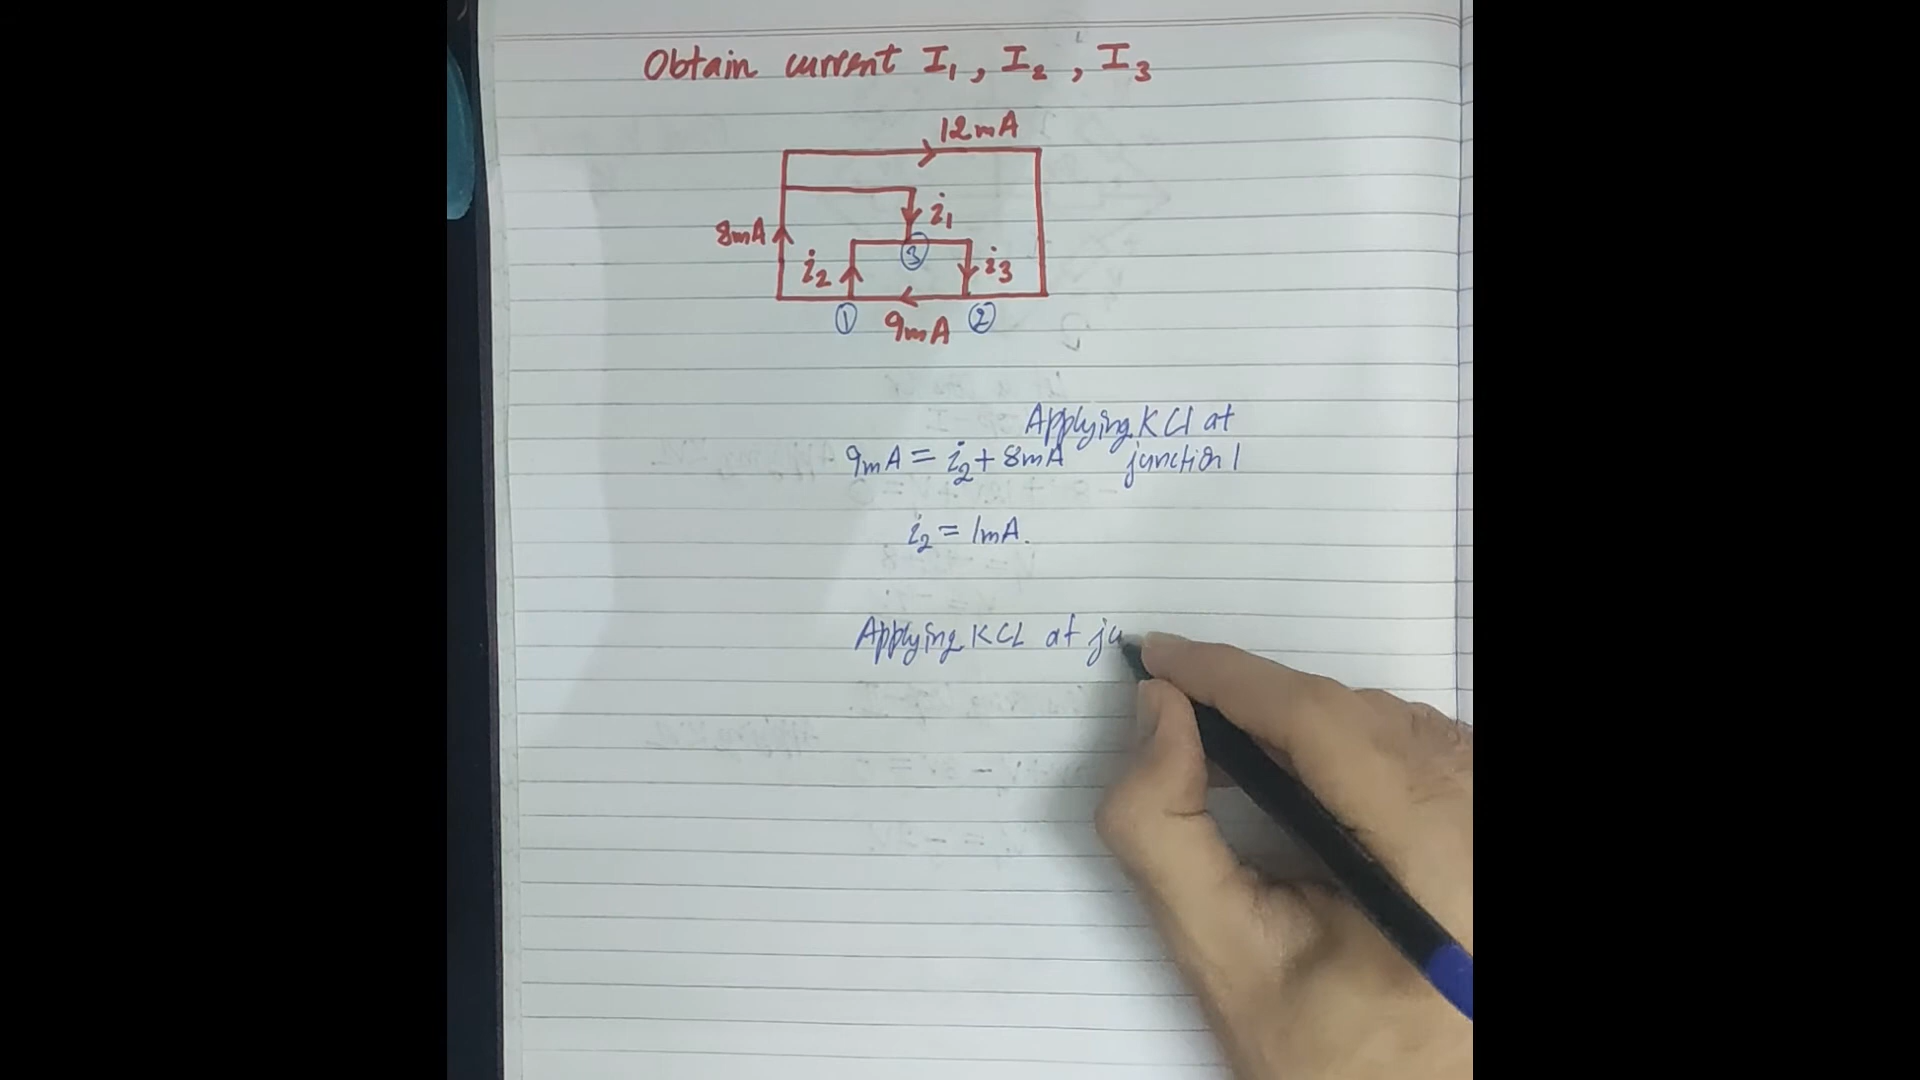 Obtain current I1, I2, I3
12mA
i1
8mA
3
i2
i3
1
9mA
2
Applying KCl at
9mA = i2 + 8mA junction 1
i2 = 1mA.
Applying KCL at ju